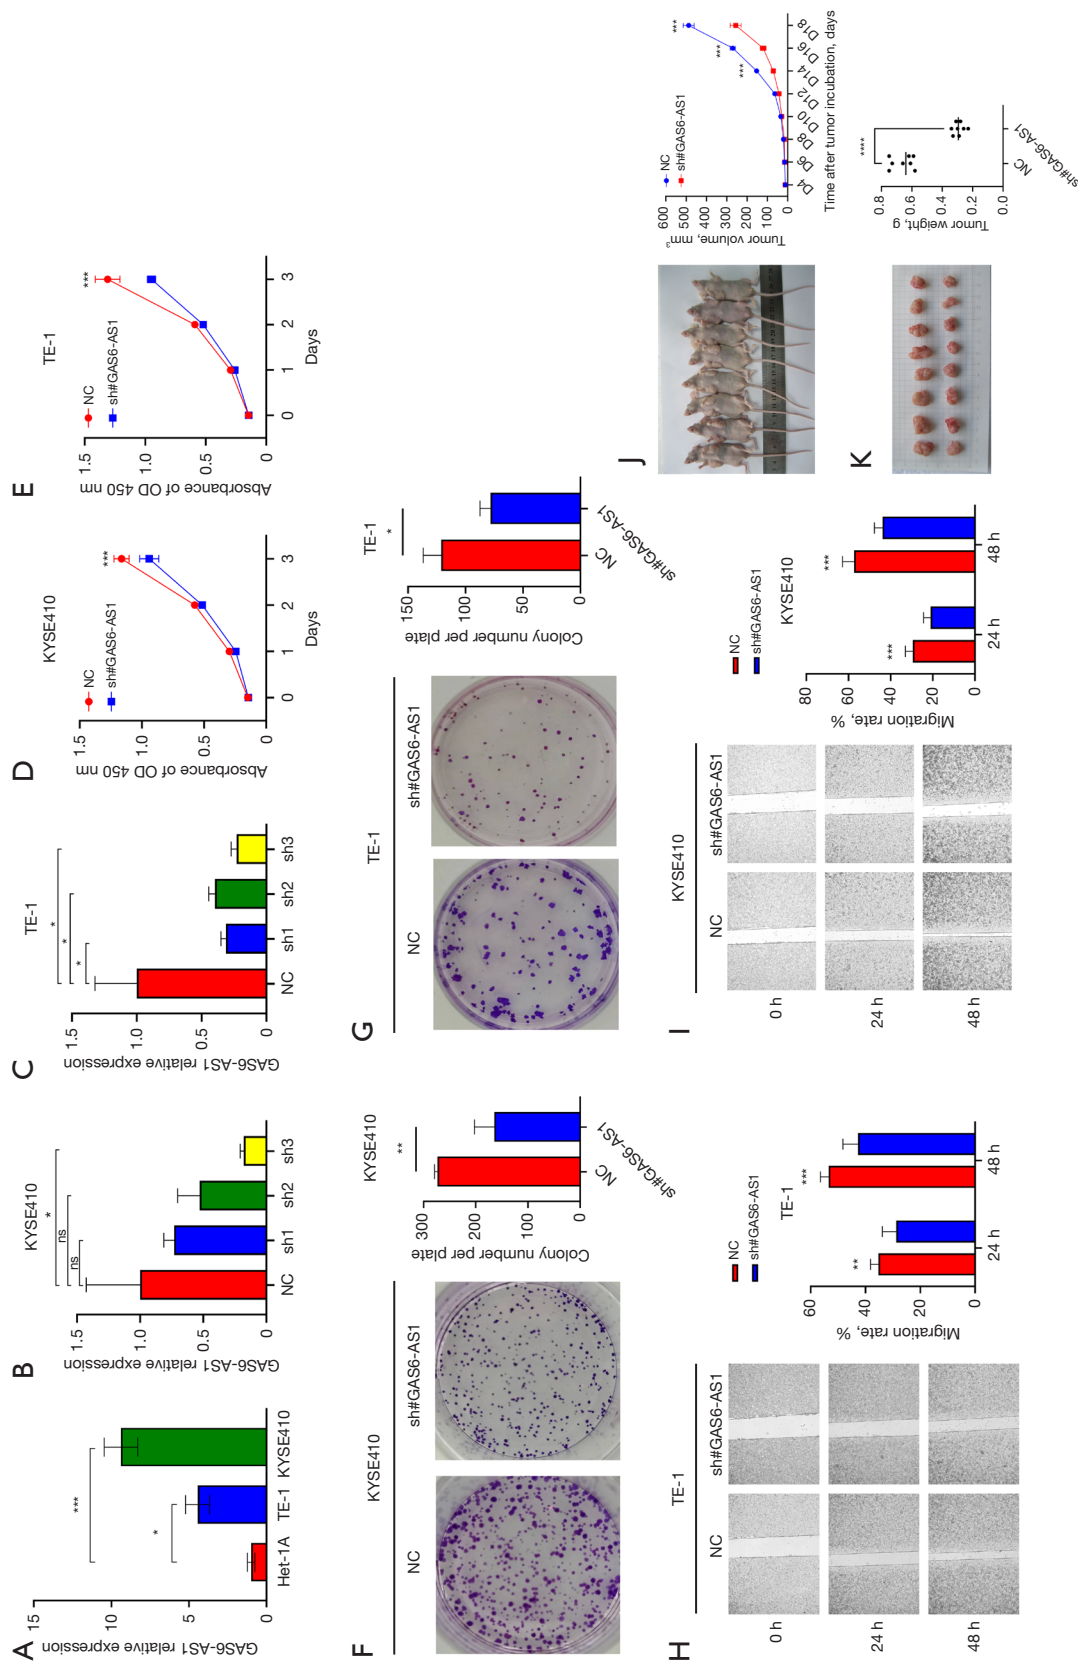 A
GAS6-AS1 relative expression
15
10
5
0
Het-1A
TE-1
KYSE410
*
***
B
KYSE410
GAS6-AS1 relative expression
1.5
1.0
0.5
0
NC
sh1
sh2
sh3
ns
ns
*
C
TE-1
GAS6-AS1 relative expression
1.5
1.0
0.5
0
NC
sh1
sh2
sh3
*
*
*
D
KYSE410
Absorbance of OD 450 nm
1.5
1.0
0.5
0
NC
sh#GAS6-AS1
***
0
1
2
3
Days
E
TE-1
Absorbance of OD 450 nm
1.5
1.0
0.5
0
NC
sh#GAS6-AS1
***
0
1
2
3
Days
F
KYSE410
NC
sh#GAS6-AS1
KYSE410
**
Colony number per plate
300
200
100
0
NC
sh#GAS6-AS1
G
TE-1
NC
sh#GAS6-AS1
TE-1
*
Colony number per plate
150
100
50
0
NC
sh#GAS6-AS1
H
TE-1
NC
sh#GAS6-AS1
0 h
24 h
48 h
NC
sh#GAS6-AS1
TE-1
Migration rate, %
60
40
20
0
**
***
24 h
48 h
I
KYSE410
NC
sh#GAS6-AS1
0 h
24 h
48 h
NC
sh#GAS6-AS1
KYSE410
Migration rate, %
80
60
40
20
0
***
***
24 h
48 h
J
NC
sh#GAS6-AS1
Tumor volume, mm³
600
500
400
300
200
100
0
***
***
***
D4
D6
D8
D10
D12
D14
D16
D18
Time after tumor incubation, days
K
Tumor weight, g
0.8
0.6
0.4
0.2
0.0
****
NC
sh#GAS6-AS1